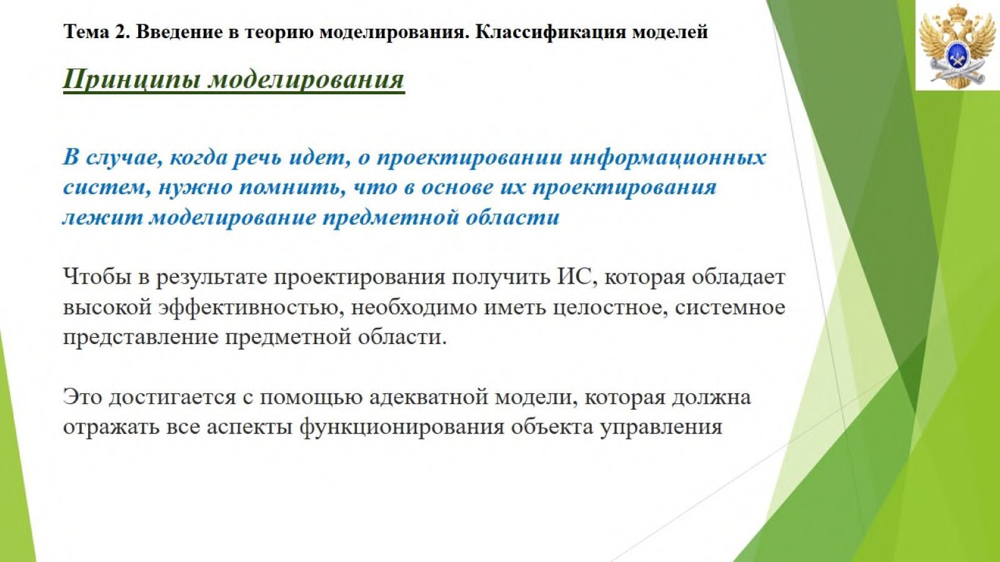 Тема 2. Введение в теорию моделирования. Классификация моделей
Принципы моделирования
В случае, когда речь идет, о проектировании информационных
систем, нужно помнить, что в основе их проектирования
лежит моделирование предметной области
Чтобы в результате проектирования получить ИС, которая обладает
высокой эффективностью, необходимо иметь целостное, системное
представление предметной области.
Это достигается с помощью адекватной модели, которая должна
отражать все аспекты функционирования объекта управления